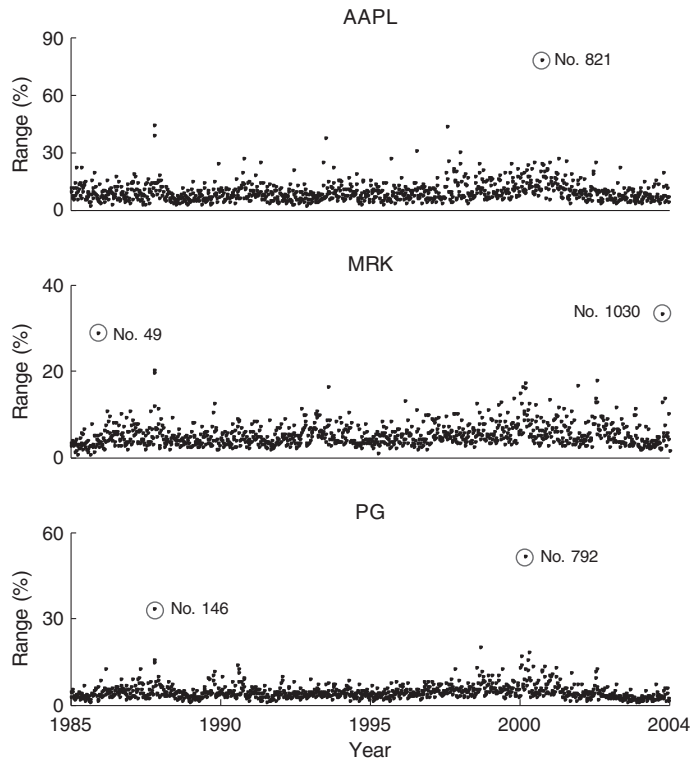 AAPL
90
No. 821
60
Range (%)
30
0
MRK
40
No. 1030
No. 49
20
Range (%)
0
PG
60
No. 792
No. 146
30
Range (%)
0
1985 1990 1995 2000 2004
Year